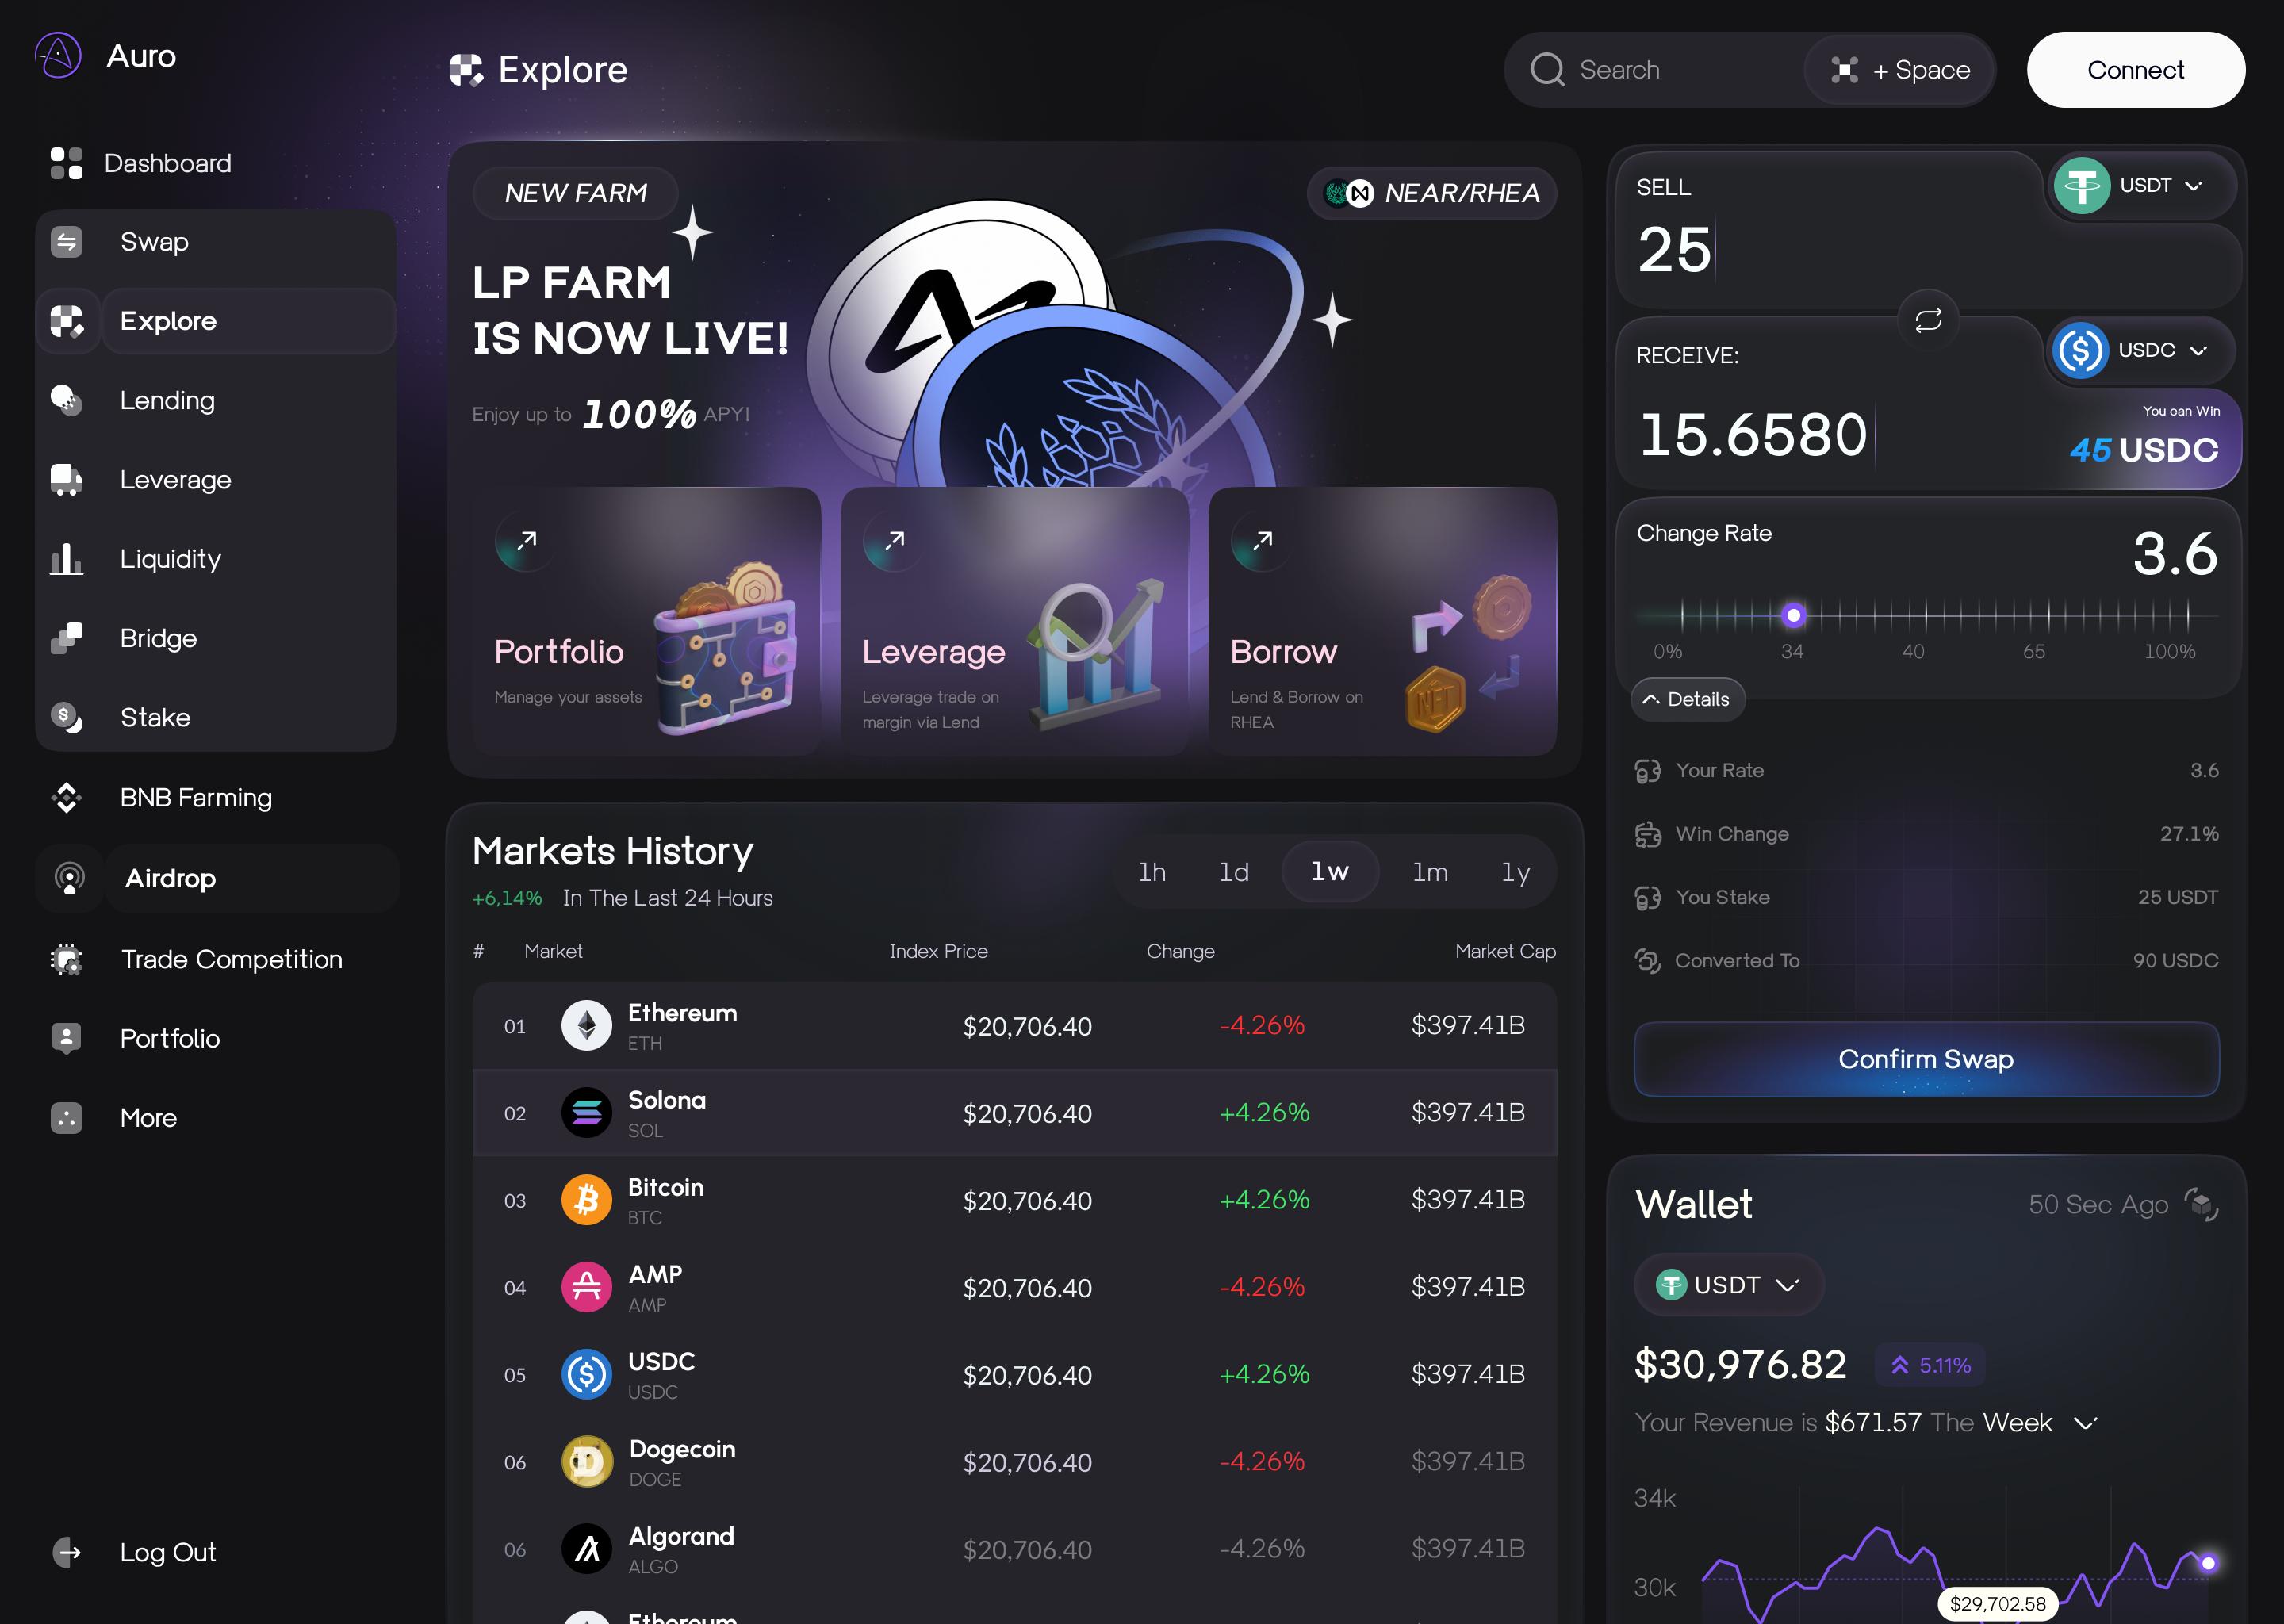 Auro
Dashboard
Swap
Explore
Lending
Leverage
Liquidity
Bridge
Stake
BNB Farming
Airdrop
Trade Competition
Portfolio
More
Log Out
Explore
Search
+ Space
Connect
NEW FARM
NEAR/RHEA
LP FARM
IS NOW LIVE!
Enjoy up to 100% APY!
Portfolio
Manage your assets
NFT
Leverage
Leverage trade on
margin via Lend
Borrow
Lend & Borrow on
RHEA
Markets History
+6,14% In The Last 24 Hours
1h 1d 1w 1m 1y
# Market Index Price Change Market Cap
01 Ethereum $20,706.40 -4.26% $397.41B
ETH
02 Solona $20,706.40 +4.26% $397.41B
SOL
03 Bitcoin $20,706.40 +4.26% $397.41B
BTC
04 AMP $20,706.40 -4.26% $397.41B
AMP
05 USDC $20,706.40 +4.26% $397.41B
USDC
06 Dogecoin $20,706.40 -4.26% $397.41B
DOGE
06 Algorand $20,706.40 -4.26% $397.41B
ALGO
Ethereum
SELL
USDT
25
RECEIVE:
USDC
15.6580
You can Win
45 USDC
Change Rate
3.6
0% 34 40 65 100%
Details
Your Rate 3.6
Win Change 27.1%
You Stake 25 USDT
Converted To 90 USDC
Confirm Swap
Wallet
50 Sec Ago
USDT
$30,976.82 5.11%
Your Revenue is $671.57 The Week
34k
30k
$29,702.58